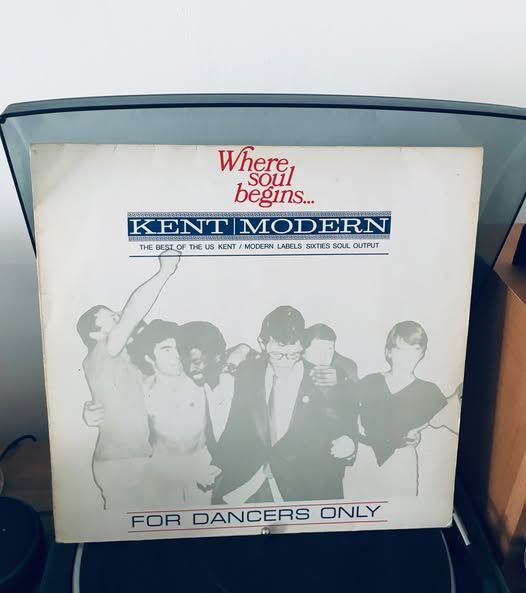 Where
soul
begins...
KENT MODERN
THE BEST OF THE US KENT / MODERN LABELS SIXTIES SOUL OUTPUT
FOR DANCERS ONLY